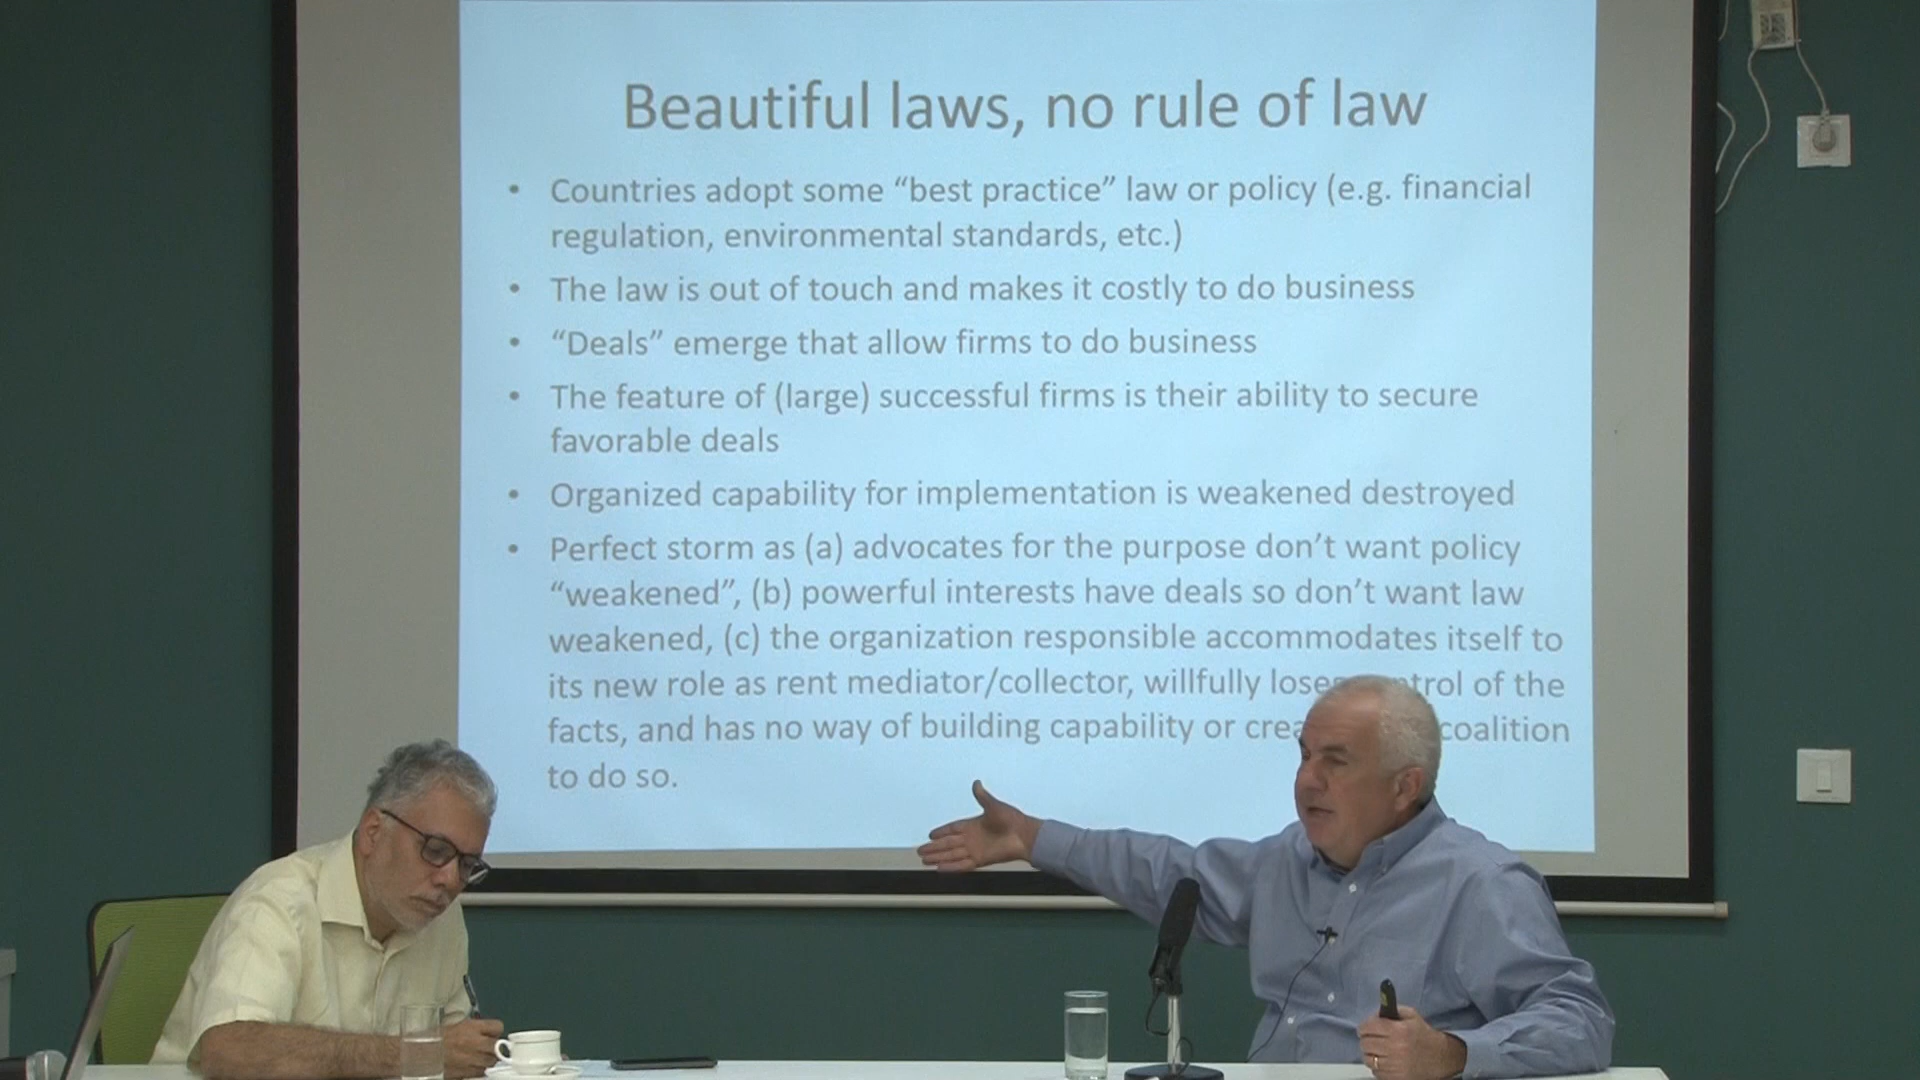 Beautiful laws, no rule of law
• Countries adopt some “best practice” law or policy (e.g. financial
regulation, environmental standards, etc.)
• The law is out of touch and makes it costly to do business
• “Deals” emerge that allow firms to do business
• The feature of (large) successful firms is their ability to secure
favorable deals
• Organized capability for implementation is weakened destroyed
• Perfect storm as (a) advocates for the purpose don’t want policy
“weakened”, (b) powerful interests have deals so don’t want law
weakened, (c) the organization responsible accommodates itself to
its new role as rent mediator/collector, willfully of the
facts, and has no way of building capability or coalition
to do so.